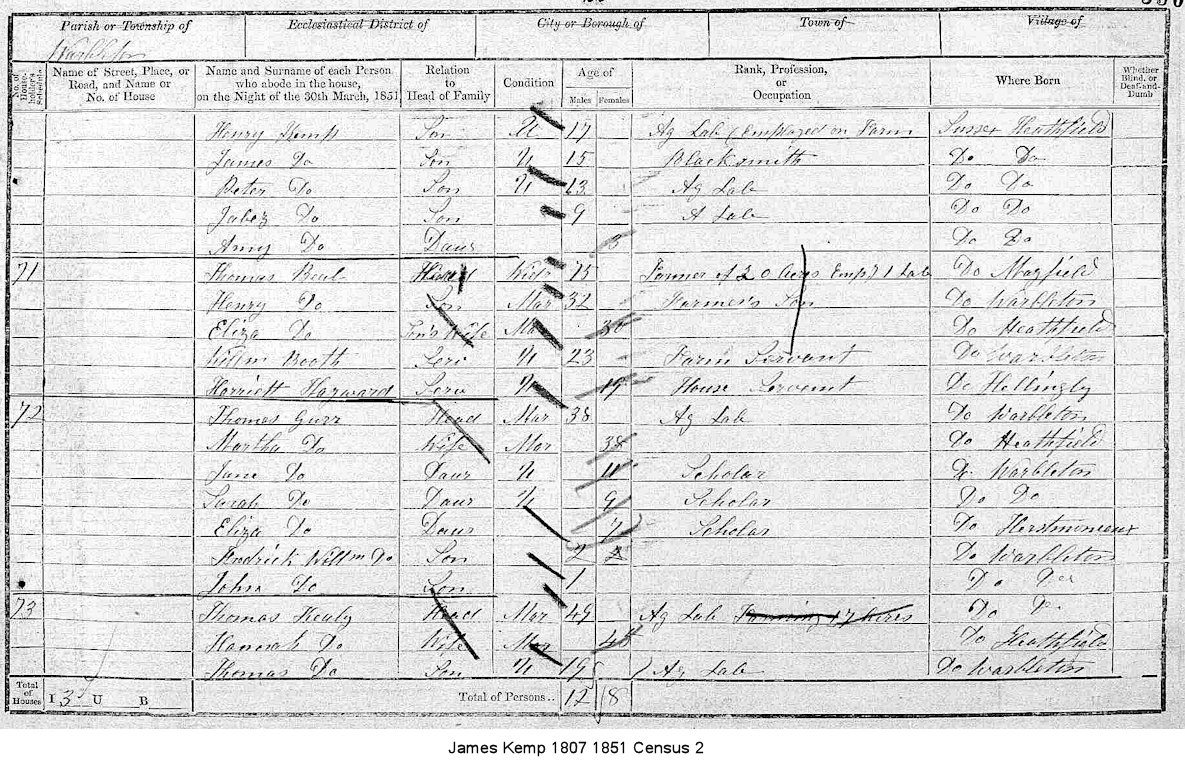 Parish or Township of Ecclesiastical District of City or Borough of Town of Village of
Warbleton
No. of Householder's Schedule Name of Street, Place, or Road, and Name or No. of House Name and Surname of each Person who abode in the house, on the Night of the 30th March, 1851 Relation to Head of Family Condition Age of Males Females Rank, Profession, or Occupation Where Born Whether Blind, or Deaf-and-Dumb
Henry Kemp Son U 17 Ag Lab Employed on Farm Sussex Heathfield
James Do Son U 15 Blacksmith Do Do
Peter Do Son U 13 Ag Lab Do Do
Jabez Do Son 9 A Lab Do Do
Amy Do Daur 5 Do Do
71 Thomas Head Widr 75 Farmer of 20 Acres Emp 1 Lab Do Mayfield
Henry Do Son Mar 32 Farmer's Son Do Warbleton
Eliza Do Son's Wife Mar 30 Do Heathfield
Willm Booth Serv U 23 Farm Servant Do Warbleton
Harriett Harword Serv U 19 House Servant Do Hellingly
72 Thomas Gurr Head Mar 38 Ag Lab Do Warbleton
Martha Do Wife Mar 38 Do Heathfield
Jane Do Daur U 11 Scholar Do Warbleton
Sarah Do Daur U 9 Scholar Do Do
Eliza Do Daur 7 Scholar Do Herstmonceux
Fredrick Willm Do Son 2 Do Warbleton
John Do Son 1 Do Do
73 Thomas Head Mar 49 Ag Lab Farming 17 Acres Do Do
Hannah Do Wife Mar Do Heathfield
Thomas Do Son U 19 Ag Lab Do Warbleton
Total of Houses I 3 U B Total of Persons.. 12 8
James Kemp 1807 1851 Census 2